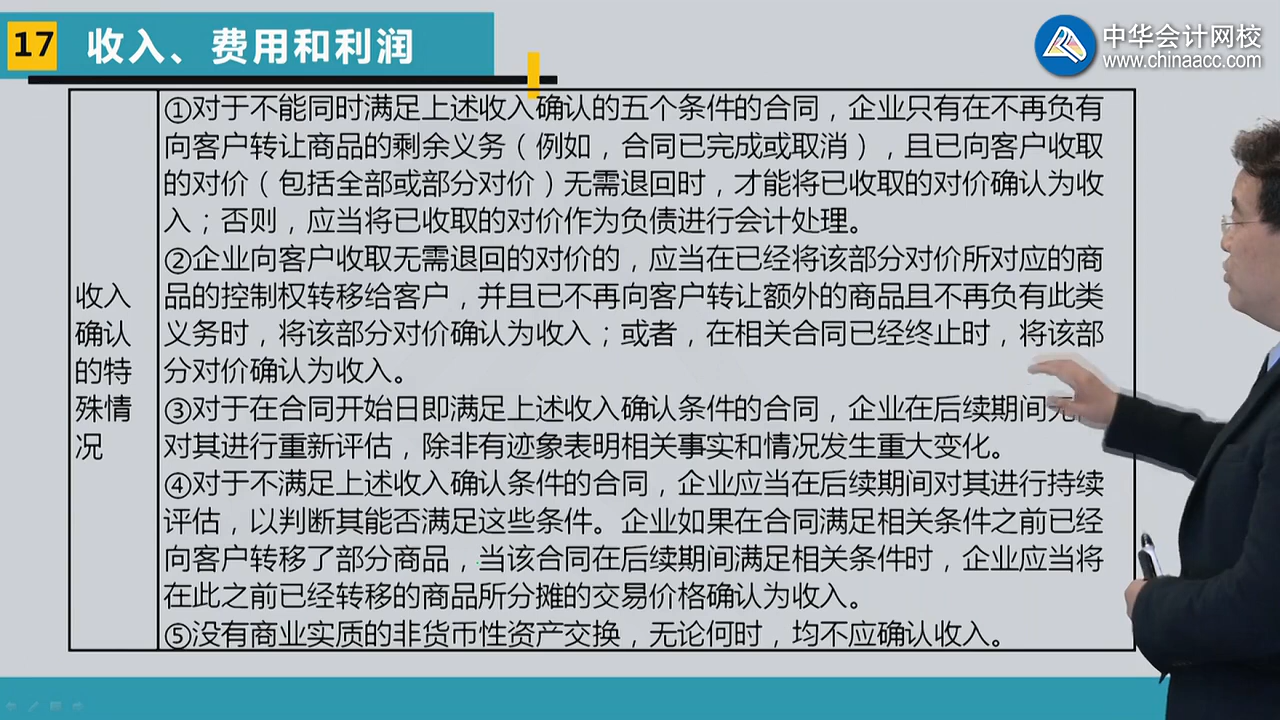 17 收入、费用和利润
中华会计网校
www.chinaacc.com
收入
确认
的特
殊情
况
①对于不能同时满足上述收入确认的五个条件的合同，企业只有在不再负有
向客户转让商品的剩余义务（例如，合同已完成或取消），且已向客户收取
的对价（包括全部或部分对价）无需退回时，才能将已收取的对价确认为收
入；否则，应当将已收取的对价作为负债进行会计处理。
②企业向客户收取无需退回的对价的，应当在已经将该部分对价所对应的商
品的控制权转移给客户，并且已不再向客户转让额外的商品且不再负有此类
义务时，将该部分对价确认为收入；或者，在相关合同已经终止时，将该部
分对价确认为收入。
③对于在合同开始日即满足上述收入确认条件的合同，企业在后续期间无
对其进行重新评估，除非有迹象表明相关事实和情况发生重大变化。
④对于不满足上述收入确认条件的合同，企业应当在后续期间对其进行持续
评估，以判断其能否满足这些条件。企业如果在合同满足相关条件之前已经
向客户转移了部分商品，当该合同在后续期间满足相关条件时，企业应当将
在此之前已经转移的商品所分摊的交易价格确认为收入。
⑤没有商业实质的非货币性资产交换，无论何时，均不应确认收入。